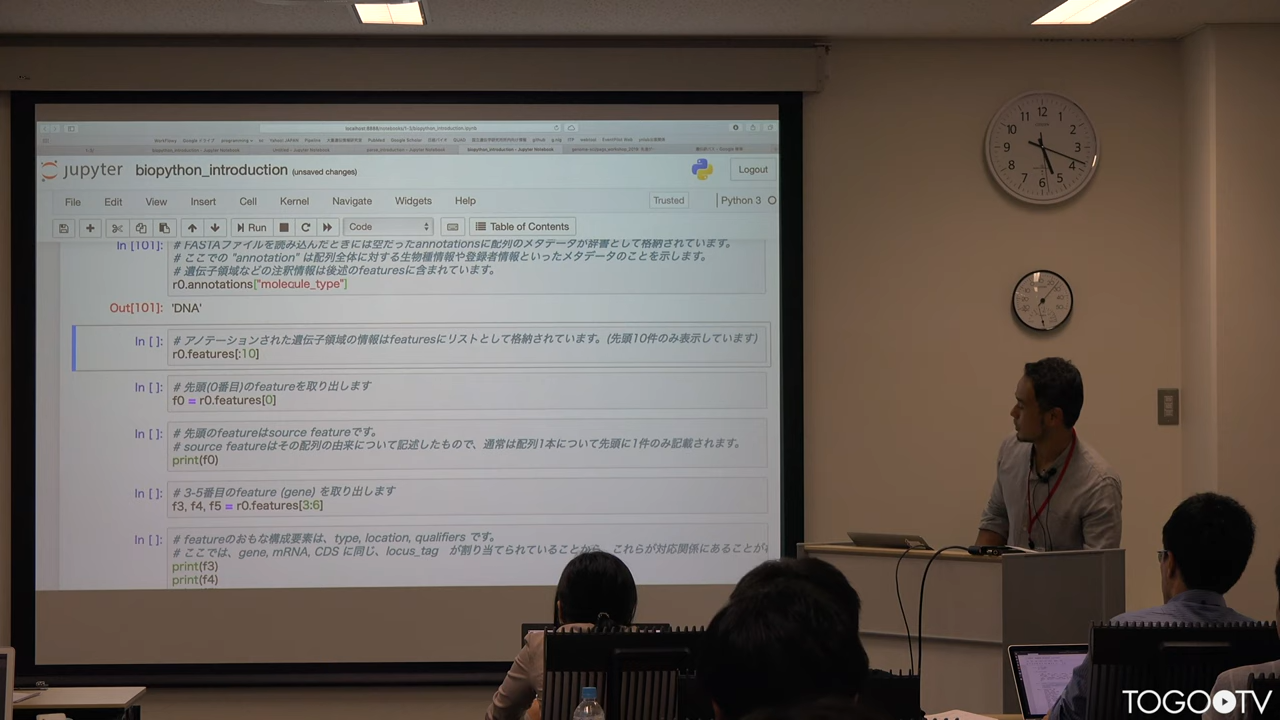 localhost:8888/notebooks/1-3/biopython_introduction.ipynb
biopython_introduction - Jupyter Notebook
jupyter biopython_introduction (unsaved changes)
Logout
File Edit View Insert Cell Kernel Navigate Widgets Help
Trusted
Python 3
Run
Code
Table of Contents
In [101]: # FASTAファイルを読み込んだときには空だったannotationsに配列のメタデータが辞書として格納されています。
# ここでの "annotation" は配列全体に対する生物種情報や登録者情報といったメタデータのことを示します。
# 遺伝子領域などの注釈情報は後述のfeaturesに含まれています。
r0.annotations["molecule_type"]
Out[101]: 'DNA'
In [ ]: # アノテーションされた遺伝子領域の情報はfeaturesにリストとして格納されています。(先頭10件のみ表示しています)
r0.features[:10]
In [ ]: # 先頭(0番目)のfeatureを取り出します
f0 = r0.features[0]
In [ ]: # 先頭のfeatureはsource featureです。
# source featureはその配列の由来について記述したもので、通常は配列1本について先頭に1件のみ記載されます。
print(f0)
In [ ]: # 3-5番目のfeature (gene) を取り出します
f3, f4, f5 = r0.features[3:6]
In [ ]: # featureのおもな構成要素は、type, location, qualifiers です。
# ここでは、gene, mRNA, CDS に同じ、locus_tag が割り当てられていることから、これらが対応関係にあることが
print(f3)
print(f4)
12
1
2
3
4
5
6
7
8
9
10
11
TOGOTV